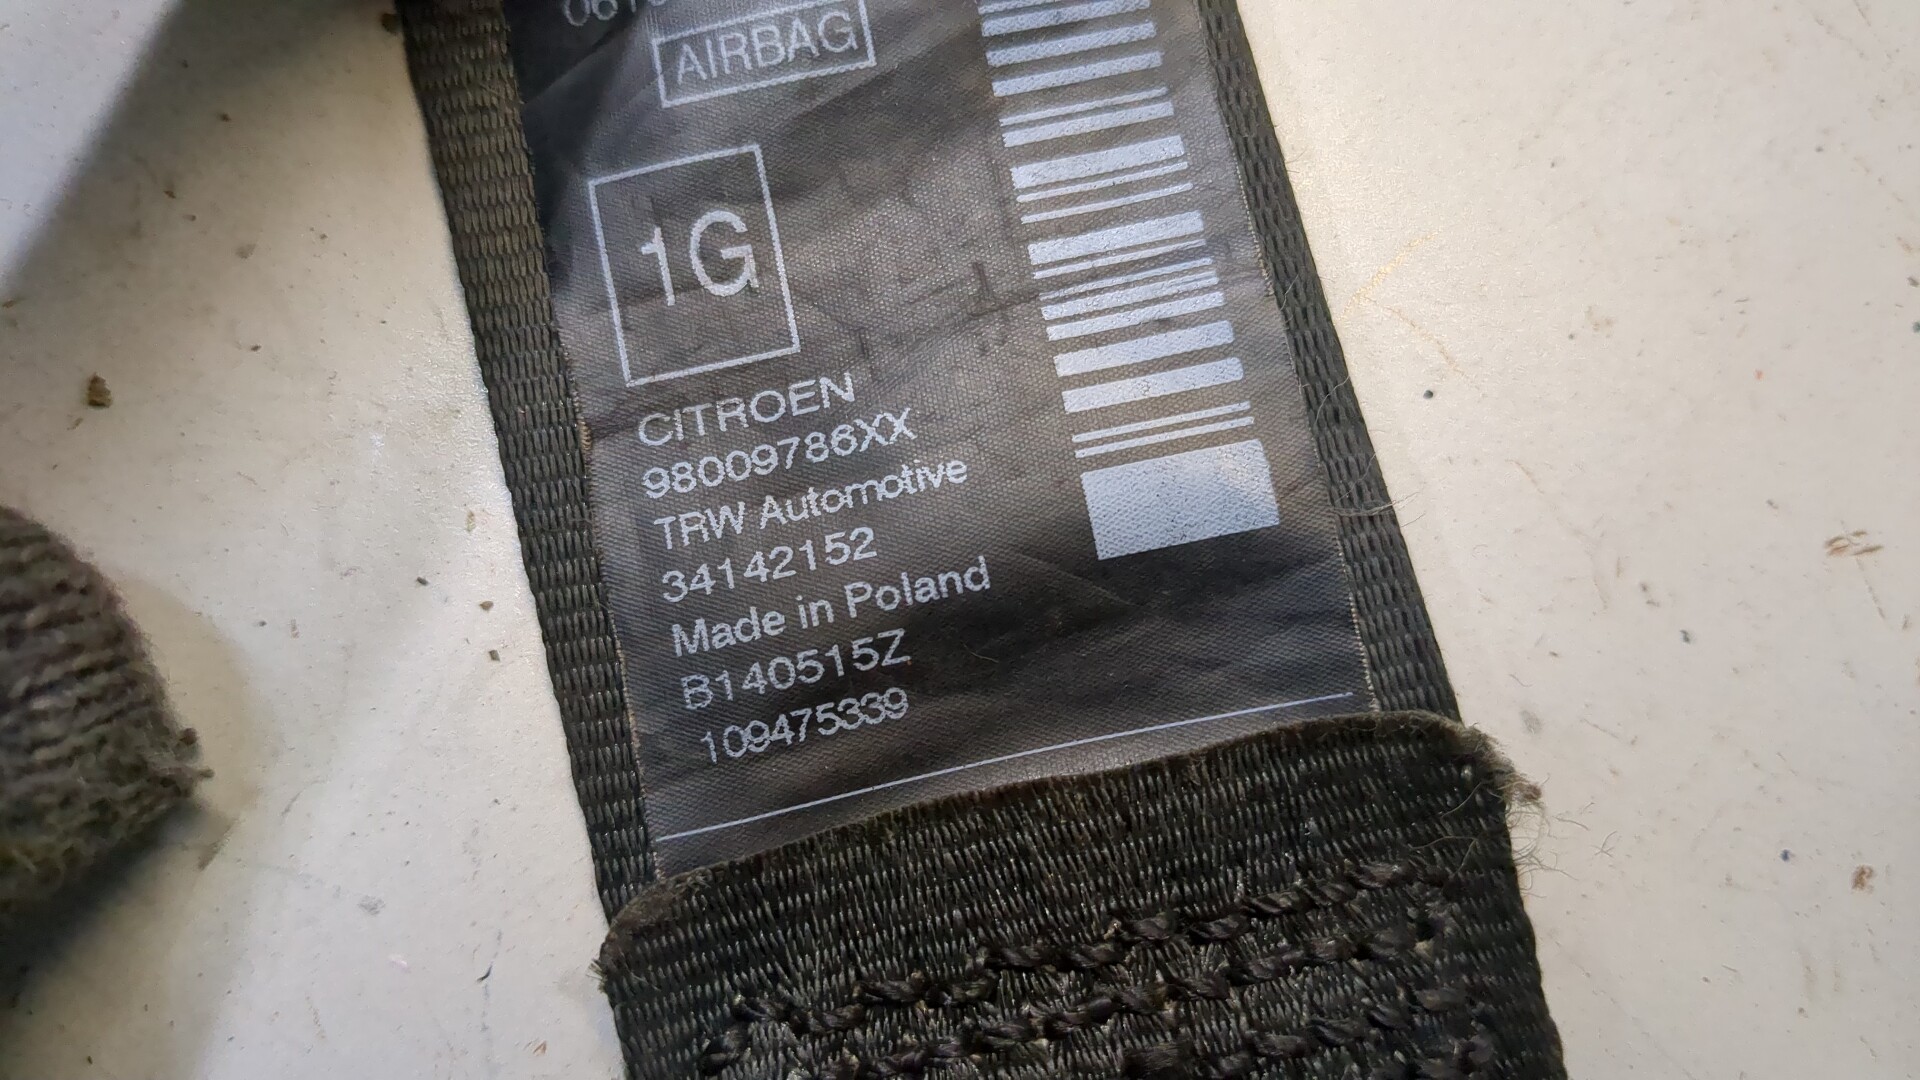 AIRBAG
1G
CITROEN
98009786XX
TRW Automotive
34142152
Made in Poland
B140515Z
109475339